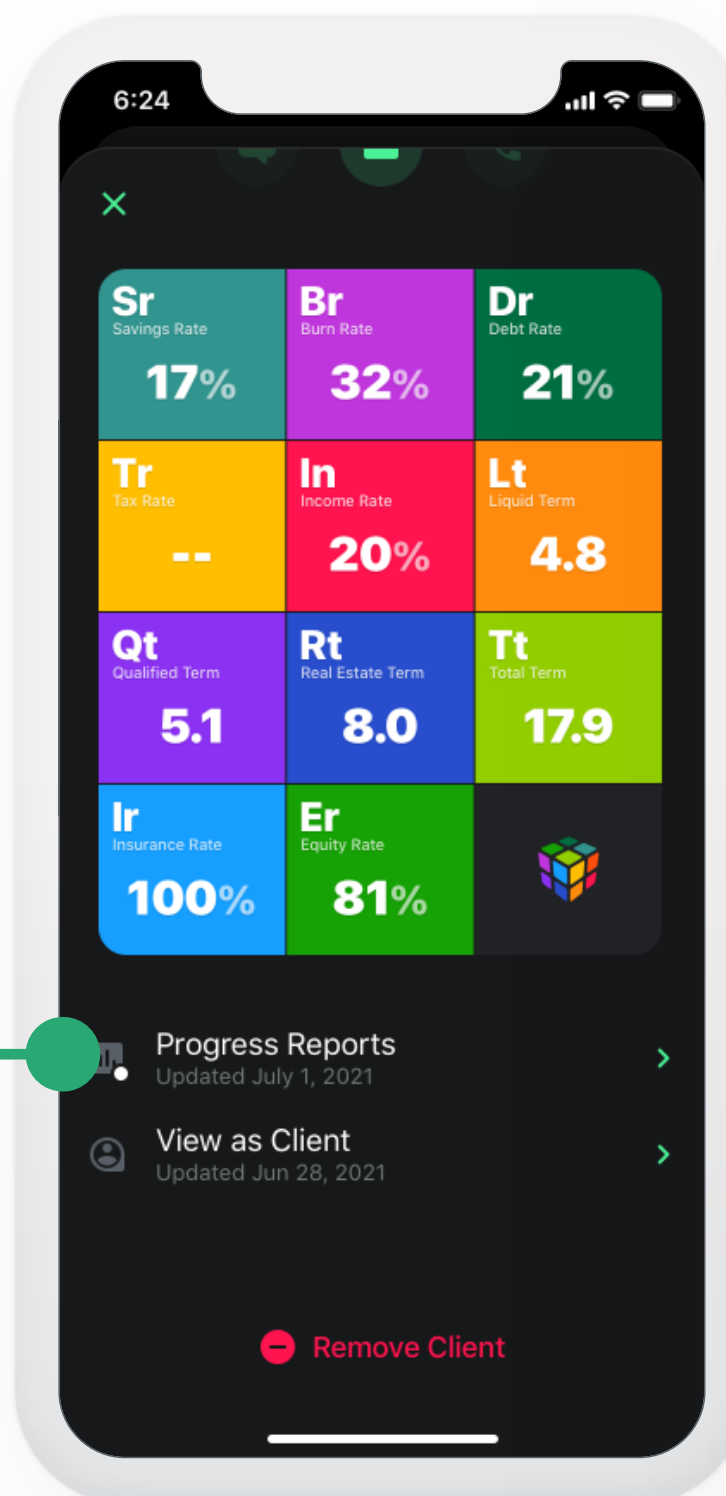 6:24
Sr
Savings Rate
17%
Br
Burn Rate
32%
Dr
Debt Rate
21%
Tr
Tax Rate
--
In
Income Rate
20%
Lt
Liquid Term
4.8
Qt
Qualified Term
5.1
Rt
Real Estate Term
8.0
Tt
Total Term
17.9
Ir
Insurance Rate
100%
Er
Equity Rate
81%
Progress Reports
Updated July 1, 2021
View as Client
Updated Jun 28, 2021
Remove Client